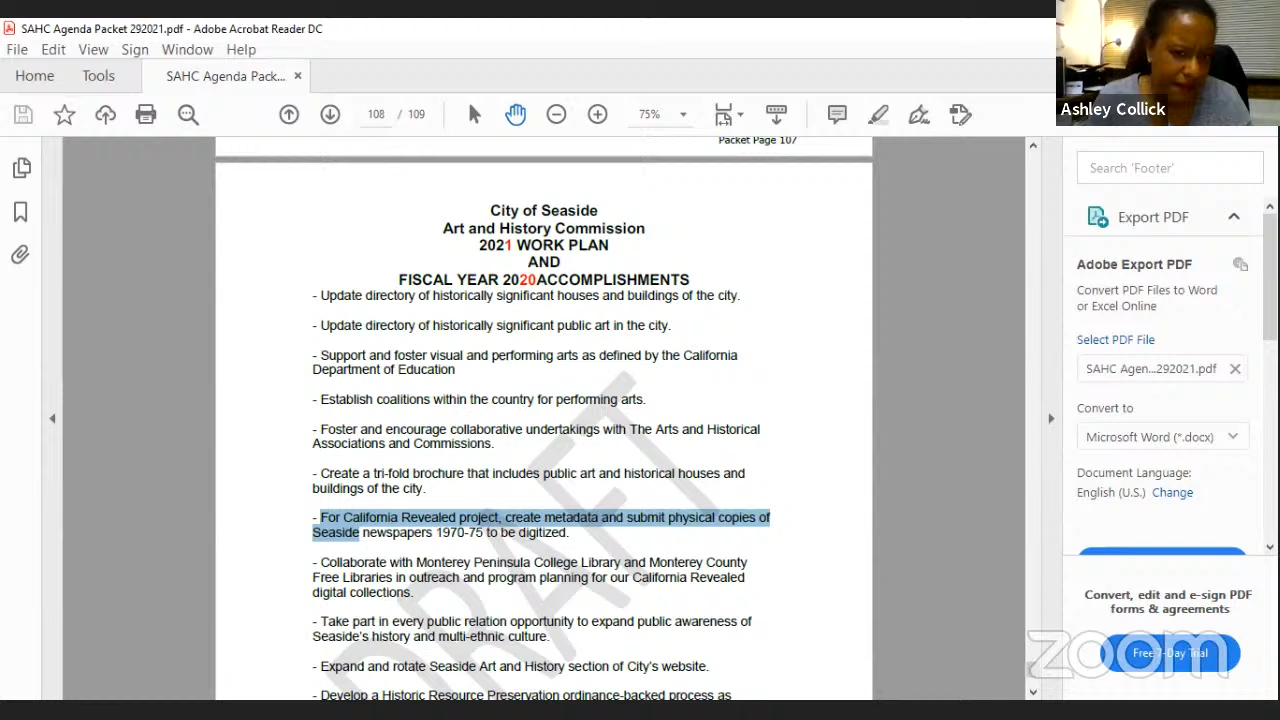 SAHC Agenda Packet 292021.pdf - Adobe Acrobat Reader DC
File Edit View Sign Window Help
Home Tools SAHC Agenda Pack... ×
108 / 109 75%
Ashley Collick
Packet Page 107
City of Seaside
Art and History Commission
2021 WORK PLAN
AND
FISCAL YEAR 2020ACCOMPLISHMENTS
- Update directory of historically significant houses and buildings of the city.
- Update directory of historically significant public art in the city.
- Support and foster visual and performing arts as defined by the California
Department of Education
- Establish coalitions within the country for performing arts.
- Foster and encourage collaborative undertakings with The Arts and Historical
Associations and Commissions.
- Create a tri-fold brochure that includes public art and historical houses and
buildings of the city.
- For California Revealed project, create metadata and submit physical copies of
Seaside newspapers 1970-75 to be digitized.
- Collaborate with Monterey Peninsula College Library and Monterey County
Free Libraries in outreach and program planning for our California Revealed
digital collections.
- Take part in every public relation opportunity to expand public awareness of
Seaside's history and multi-ethnic culture.
- Expand and rotate Seaside Art and History section of City's website.
- Develop a Historic Resource Preservation ordinance-backed process as
DRAFT
Search 'Footer'
Export PDF
Adobe Export PDF
Convert PDF Files to Word
or Excel Online
Select PDF File
SAHC Agen...292021.pdf
Convert to
Microsoft Word (*.docx)
Document Language:
English (U.S.) Change
Convert, edit and e-sign PDF
forms & agreements
Free 7-Day Trial
zoom